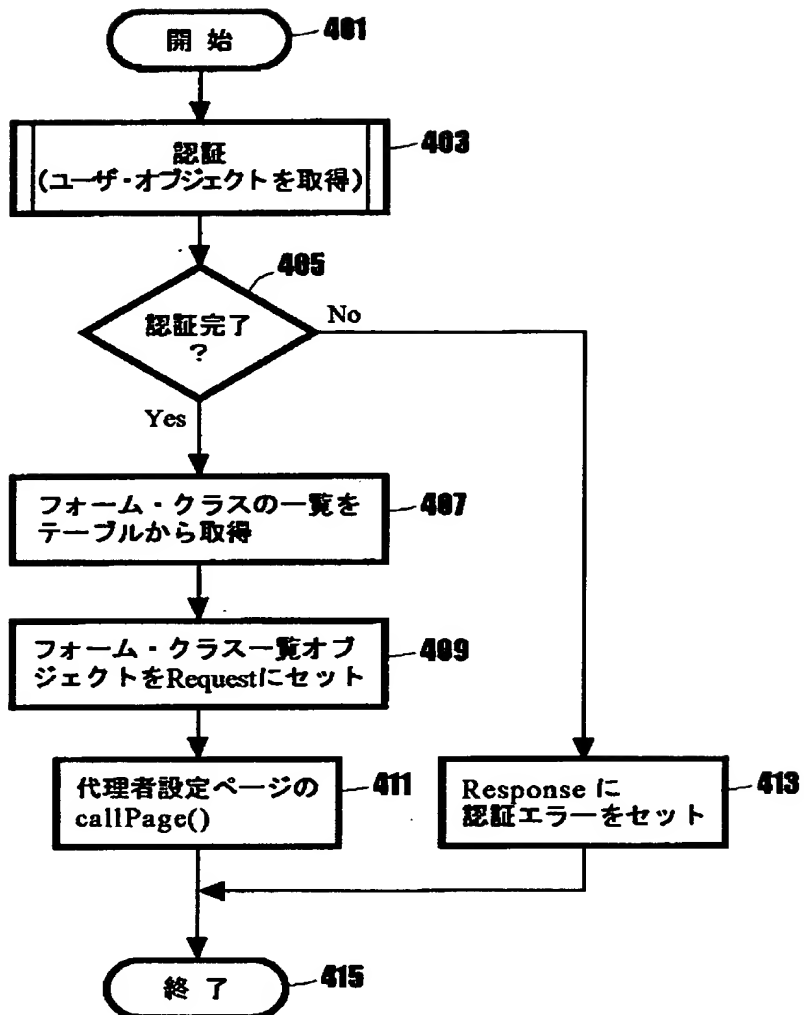 開始
401
認証
(ユーザ・オブジェクトを取得)
403
405
認証完了
?
No
Yes
フォーム・クラスの一覧を
テーブルから取得
407
フォーム・クラス一覧オブ
ジェクトをRequestにセット
409
代理者設定ページの
callPage()
411
Responseに
認証エラーをセット
413
終了
415